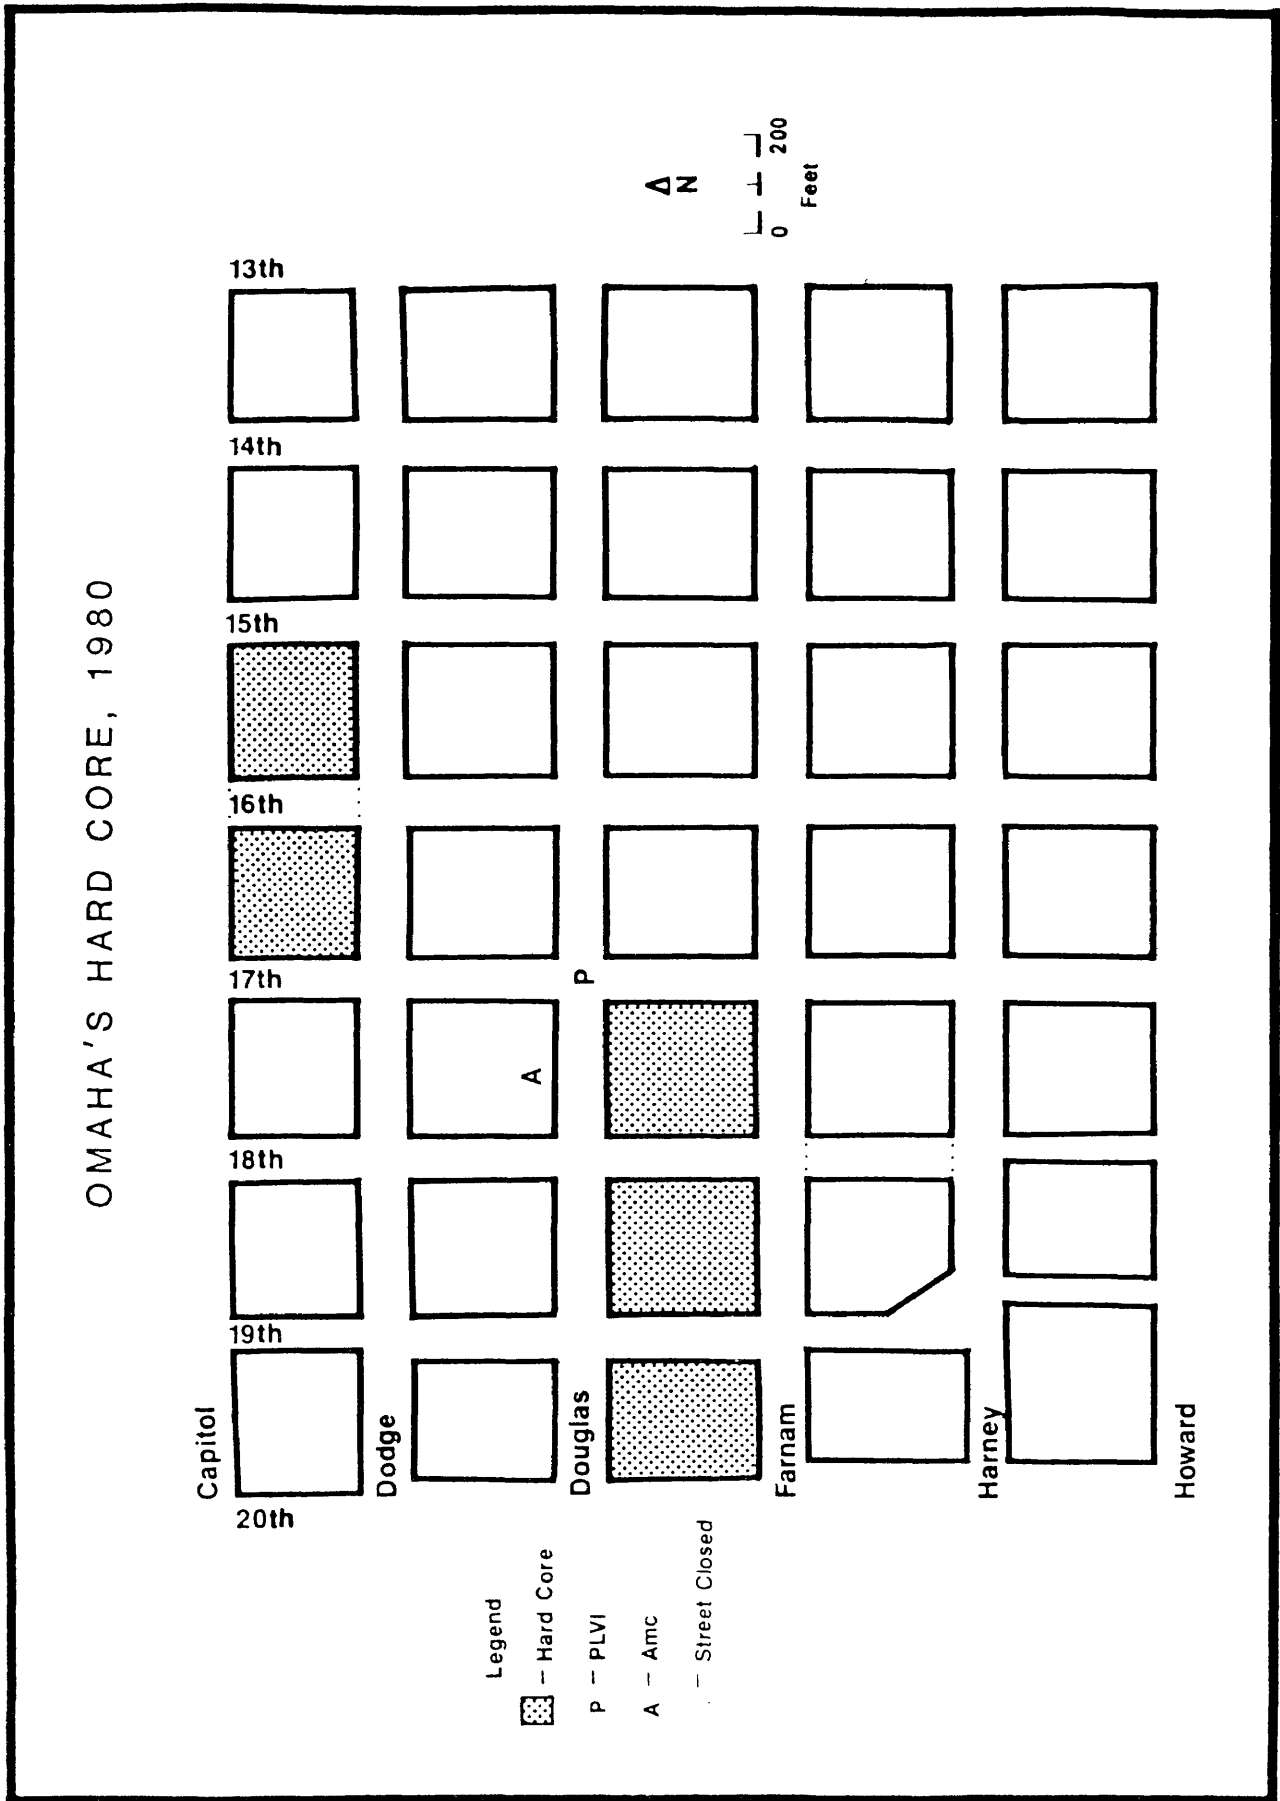 OMAHA'S HARD CORE, 1980
Capitol
Dodge
Douglas
Farnam
Harney
Howard
20th
19th
18th
17th
16th
15th
14th
13th
A
P
N
0 200
Feet
Legend
– Hard Core
P – PLVI
A – Amc
. – Street Closed